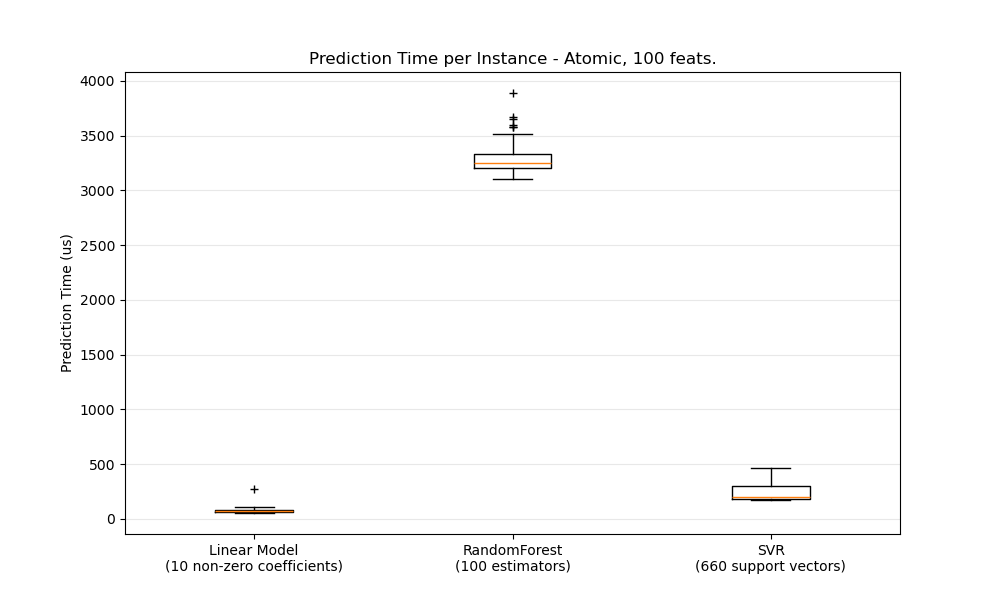 Prediction Time per Instance - Atomic, 100 feats.
Prediction Time (us)
4000
3500
3000
2500
2000
1500
1000
500
0
Linear Model
(10 non-zero coefficients)
RandomForest
(100 estimators)
SVR
(660 support vectors)